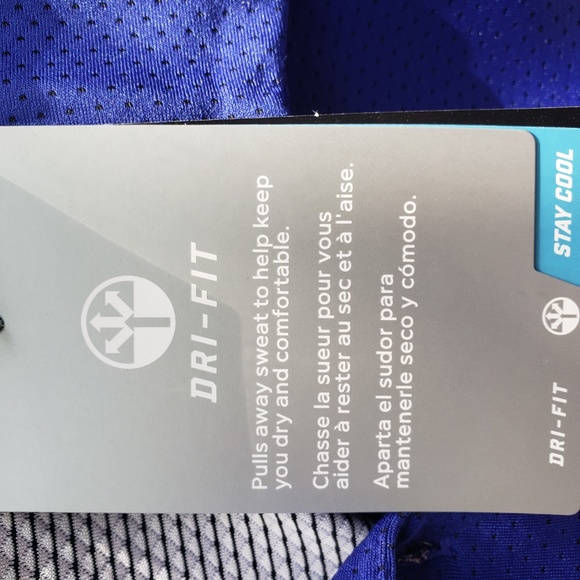 DRI-FIT
Pulls away sweat to help keep
you dry and comfortable.
Chasse la sueur pour vous
aider à rester au sec et à l'aise.
Aparta el sudor para
mantenerle seco y cómodo.
STAY COOL
DRI-FIT